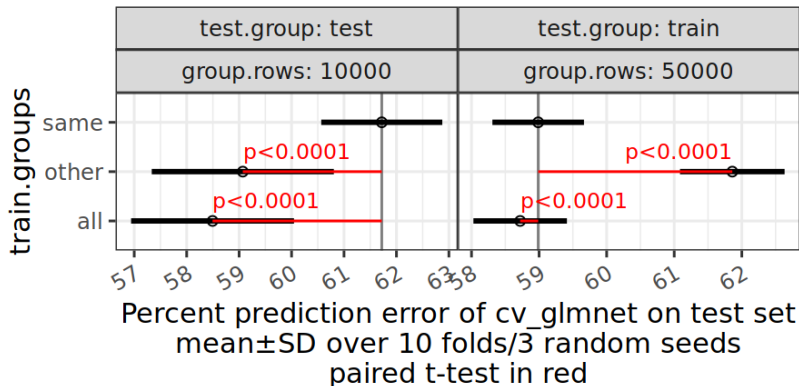 test.group: test
test.group: train
group.rows: 10000
group.rows: 50000
train.groups
same
other
all
p<0.0001
p<0.0001
p<0.0001
p<0.0001
57
58
59
60
61
62
63
58
59
60
61
62
Percent prediction error of cv_glmnet on test set
mean±SD over 10 folds/3 random seeds
paired t-test in red